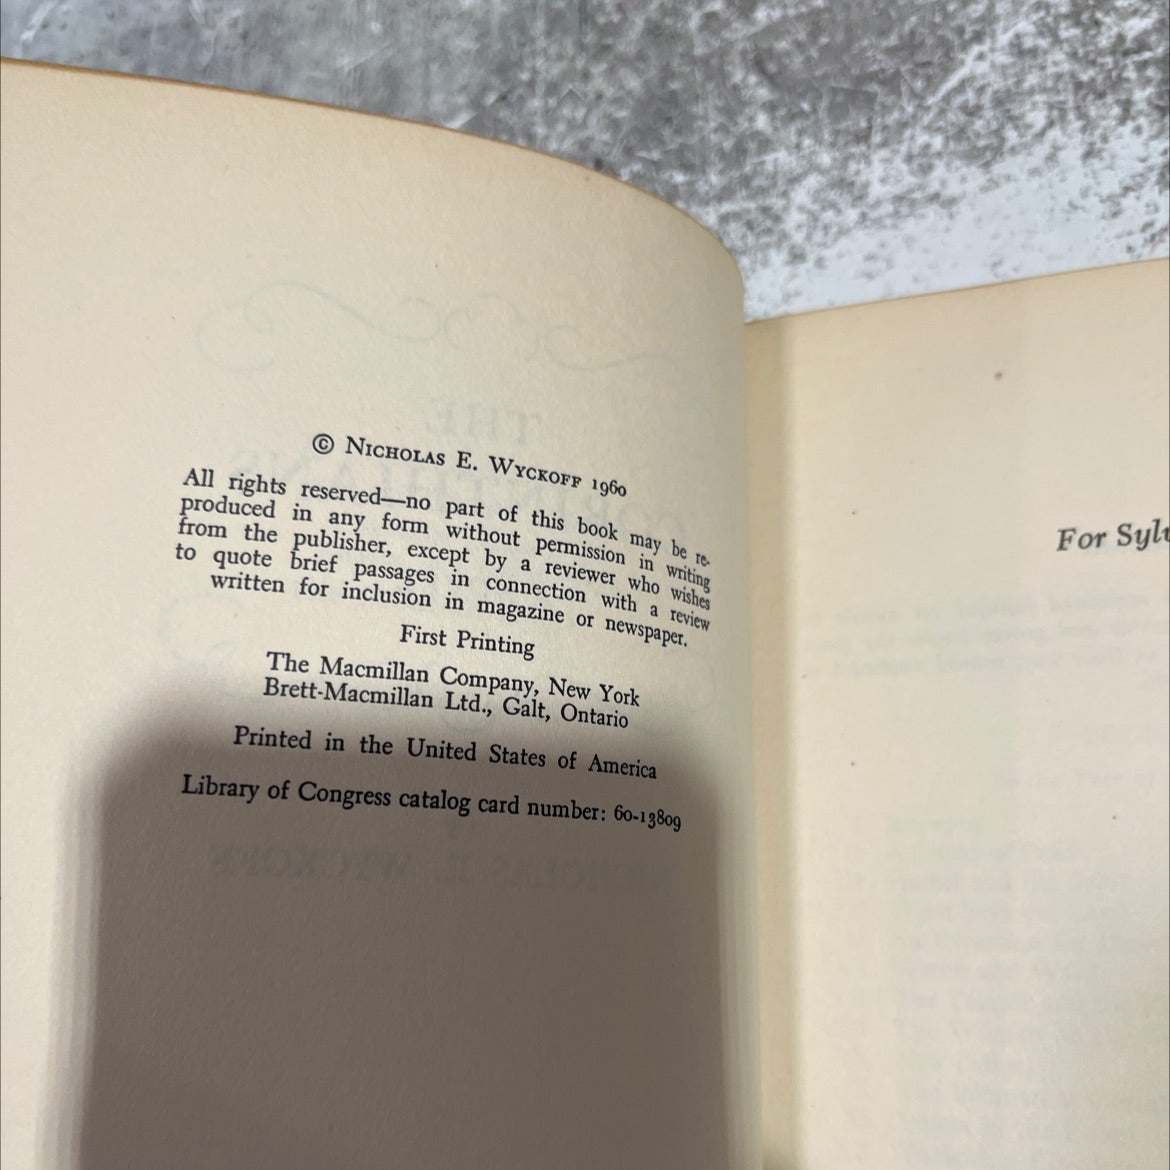 © Nicholas E. Wyckoff 1960
All rights reserved—no part of this book may be re-
produced in any form without permission in writing
from the publisher, except by a reviewer who wishes
to quote brief passages in connection with a review
written for inclusion in magazine or newspaper.
First Printing
The Macmillan Company, New York
Brett-Macmillan Ltd., Galt, Ontario
Printed in the United States of America
Library of Congress catalog card number: 60-13809
For